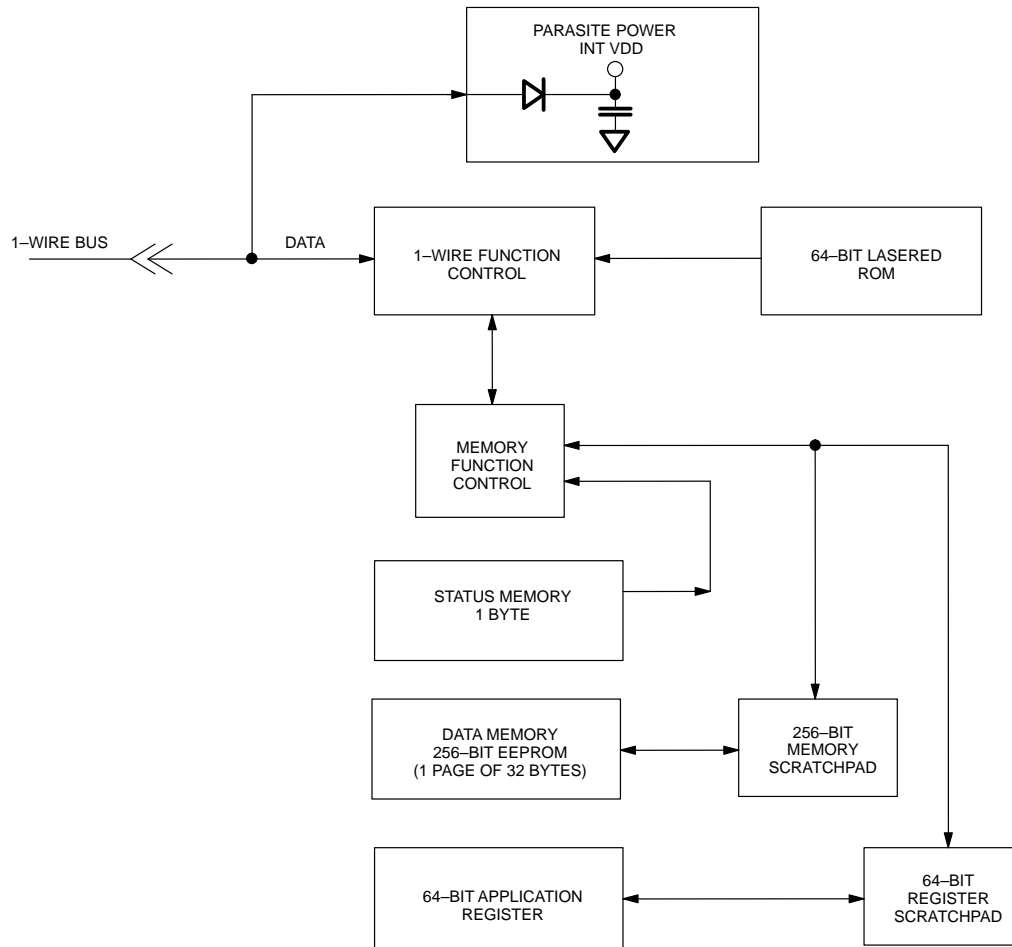 PARASITE POWER
INT VDD
1–WIRE BUS
DATA
1–WIRE FUNCTION
CONTROL
64–BIT LASERED
ROM
MEMORY
FUNCTION
CONTROL
STATUS MEMORY
1 BYTE
DATA MEMORY
256–BIT EEPROM
(1 PAGE OF 32 BYTES)
256–BIT
MEMORY
SCRATCHPAD
64–BIT APPLICATION
REGISTER
64–BIT
REGISTER
SCRATCHPAD